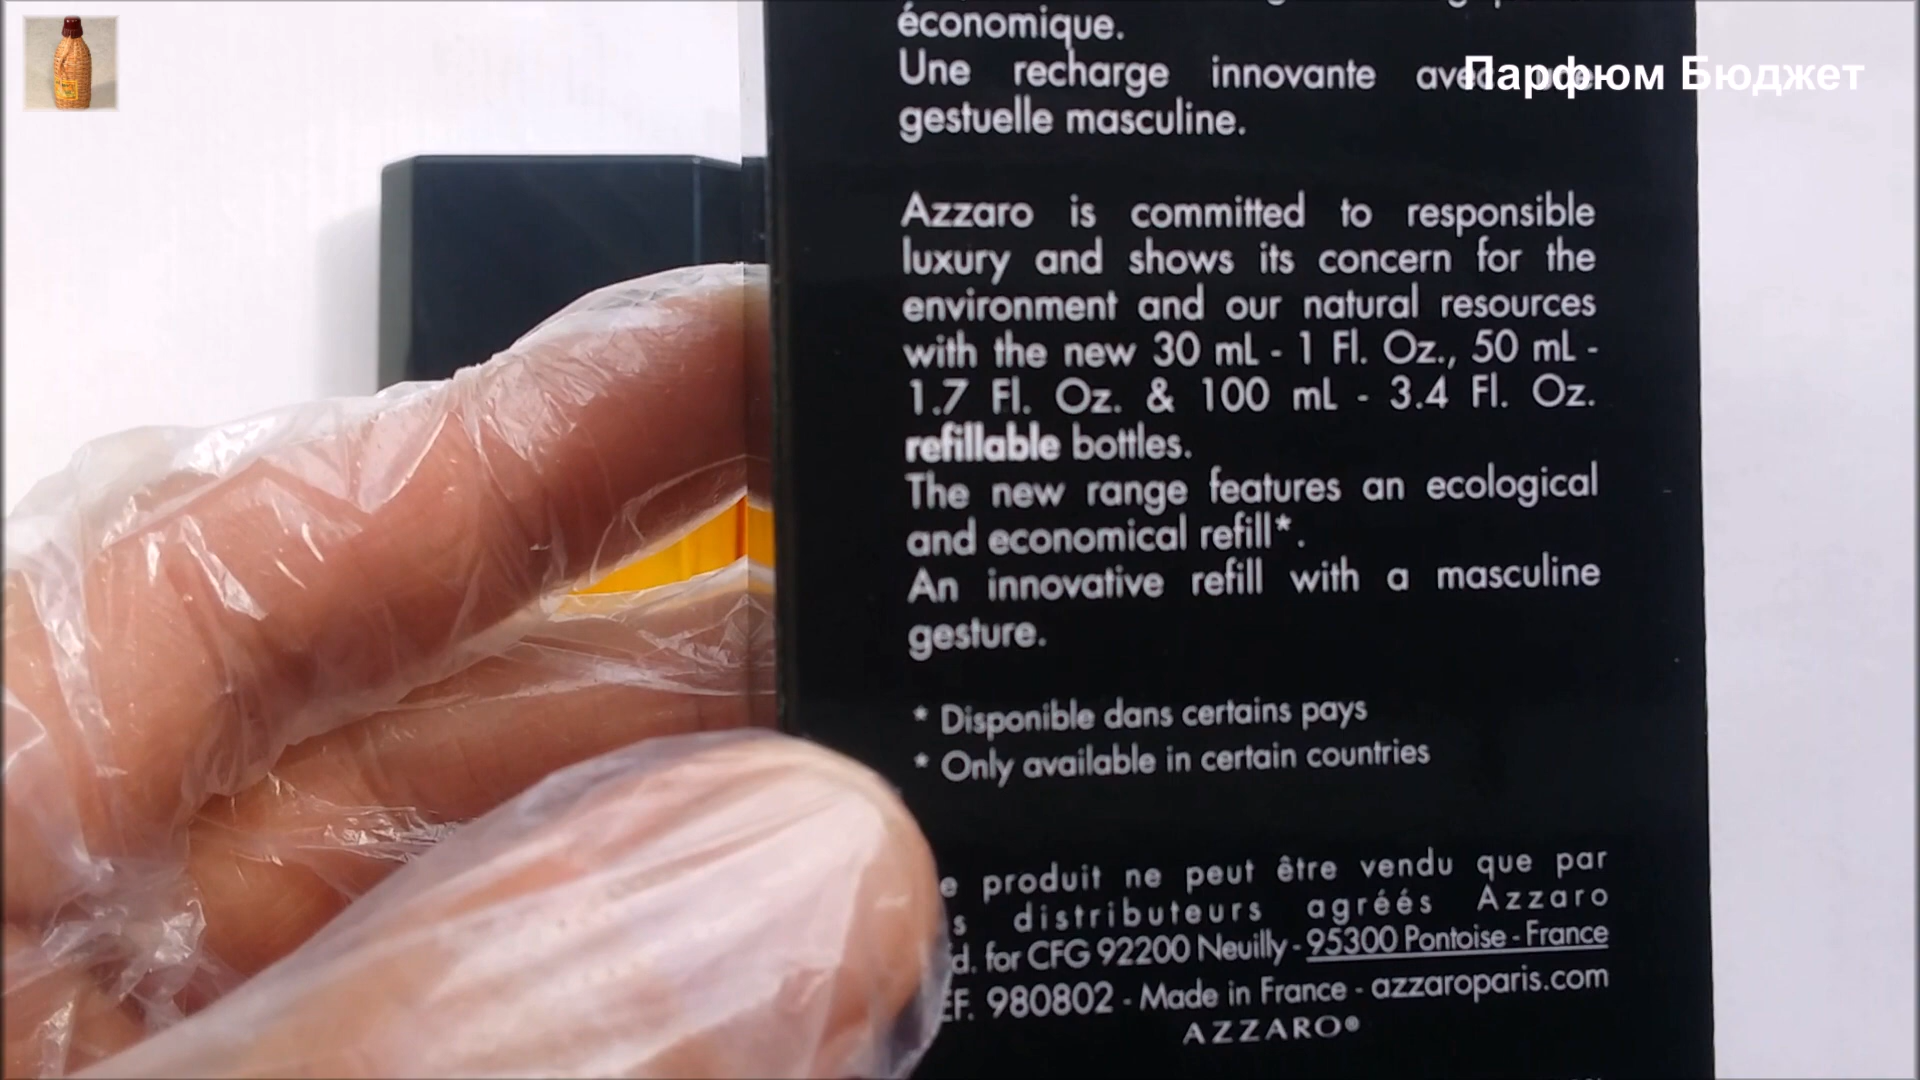 économique.
Парфюм Бюджет
Une recharge innovante
gestuelle masculine.
Azzaro is committed to responsible
luxury and shows its concern for the
environment and our natural resources
with the new 30 mL - 1 Fl. Oz., 50 mL -
1.7 Fl. Oz. & 100 mL - 3.4 Fl. Oz.
refillable bottles.
The new range features an ecological
and economical refill*.
An innovative refill with a masculine
gesture.
* Disponible dans certains pays
* Only available in certain countries
produit ne peut être vendu que par
distributeurs agréés Azzaro
for CFG 92200 Neuilly - 95300 Pontoise - France
980802 - Made in France - azzaroparis.com
AZZARO®